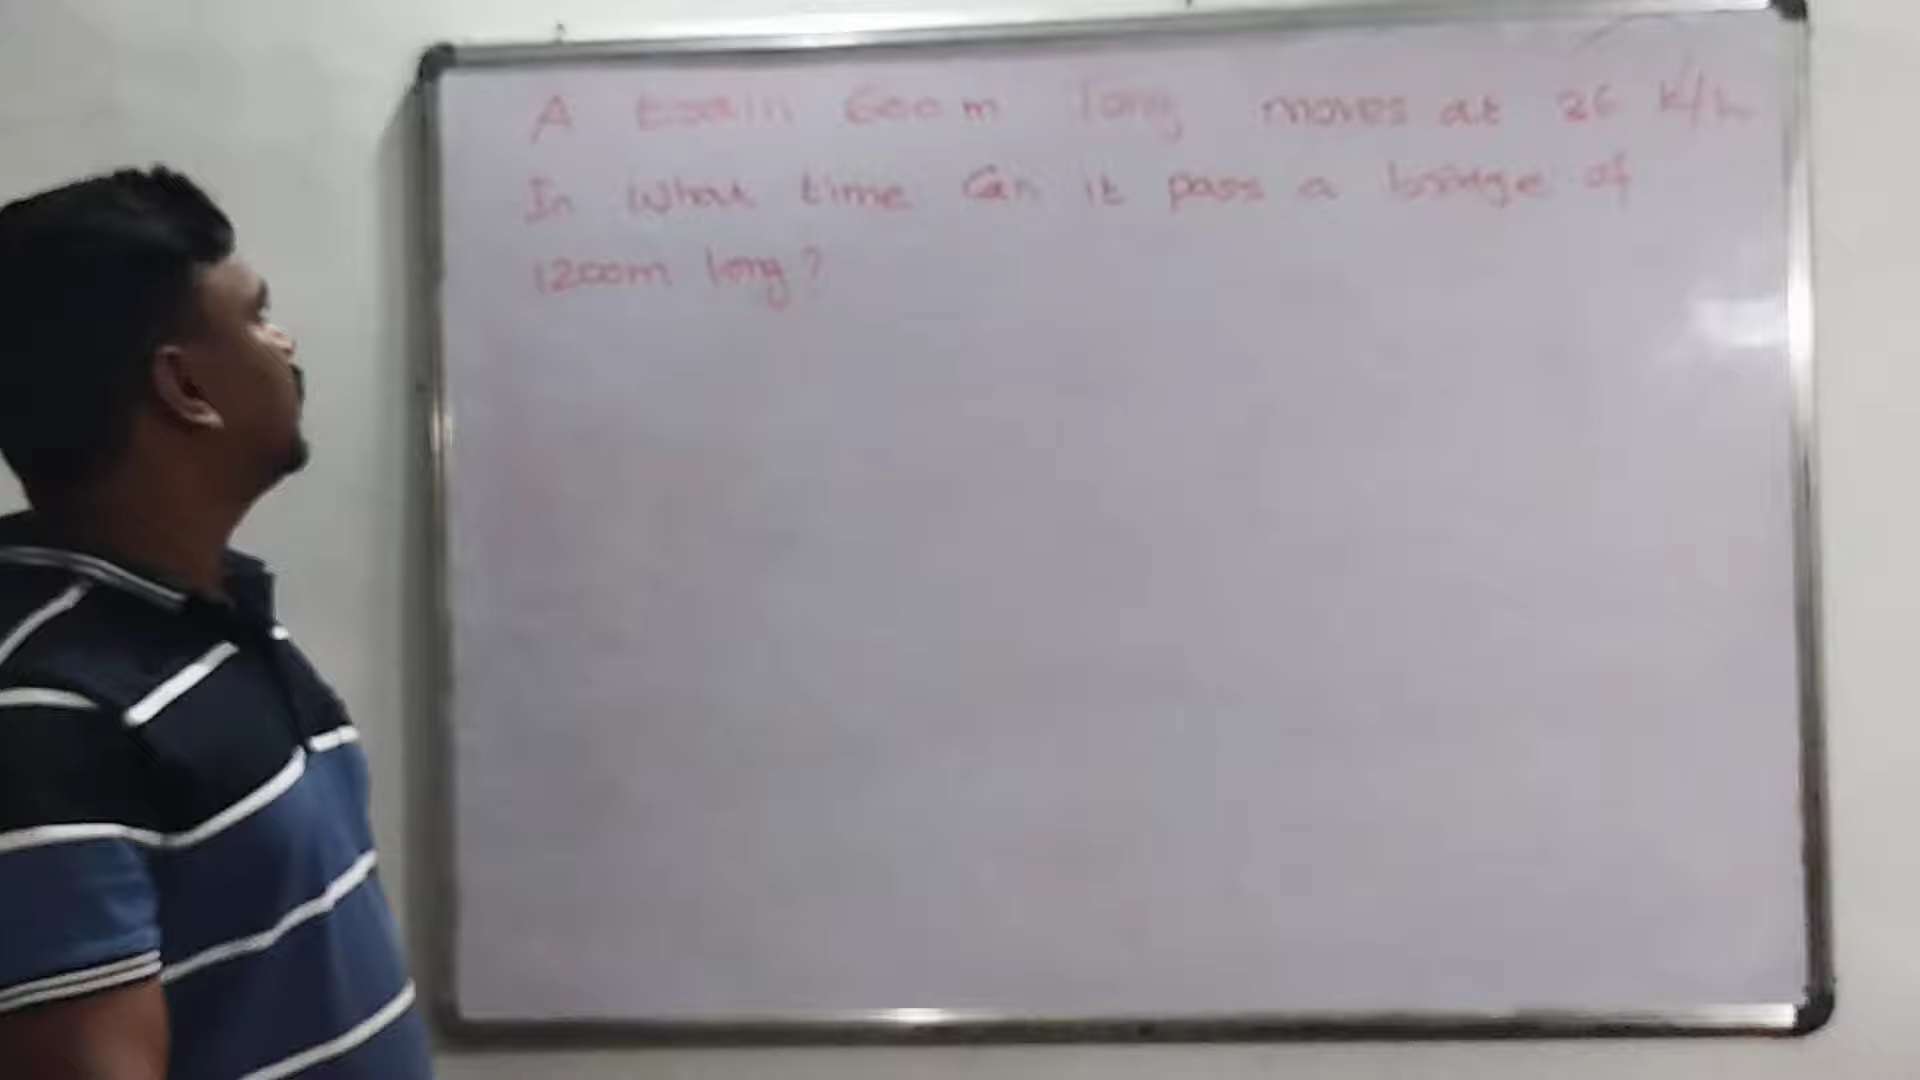 A train 600m long moves at 36 k/h
In what time can it pass a bridge of
1200m long?